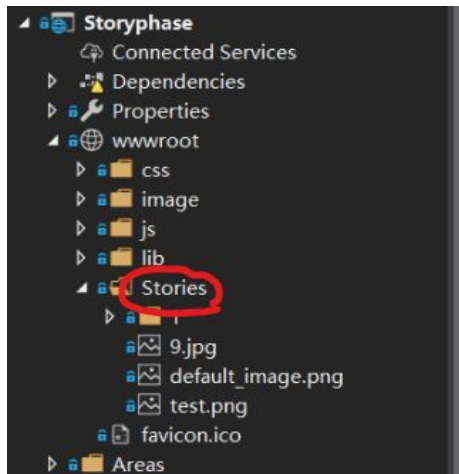 Storyphase
Connected Services
Dependencies
Properties
wwwroot
css
image
js
lib
Stories
9.jpg
default_image.png
test.png
favicon.ico
Areas